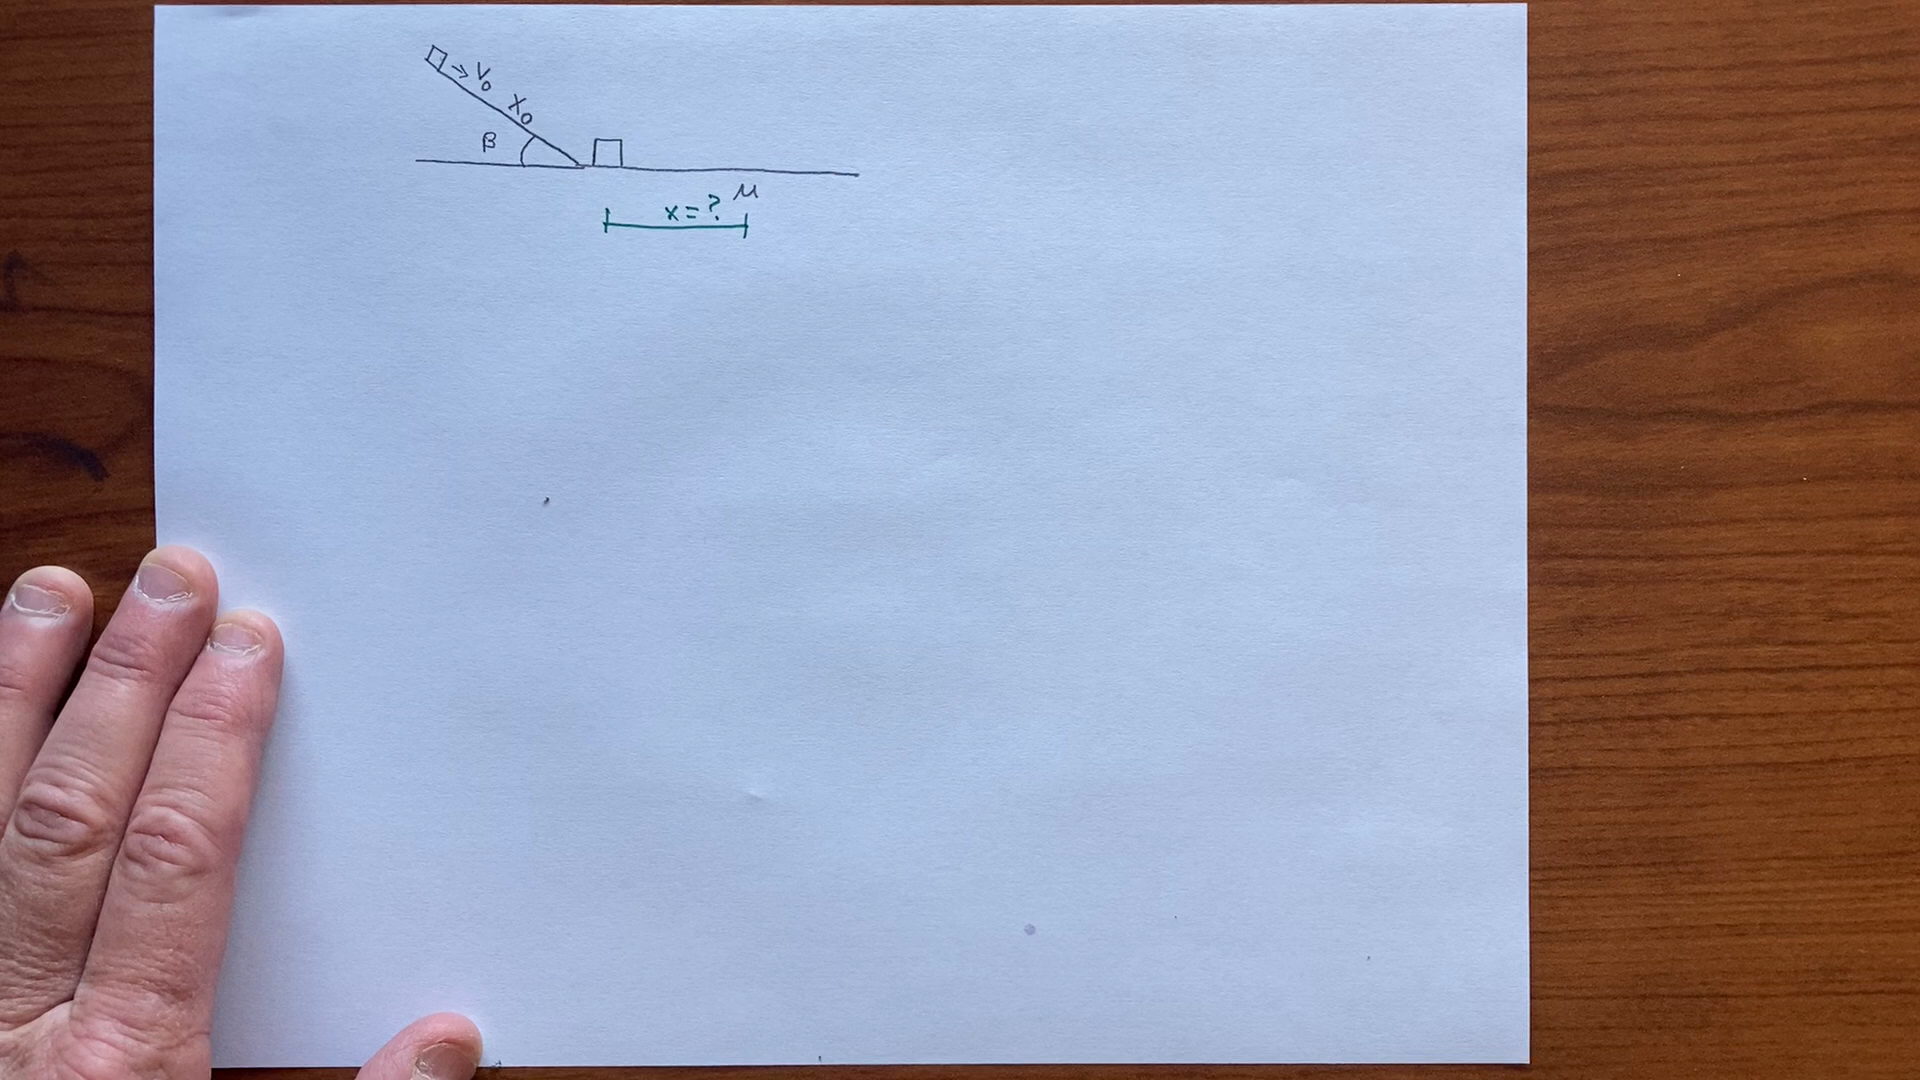 → V₀
X₀
β
μ
x = ?